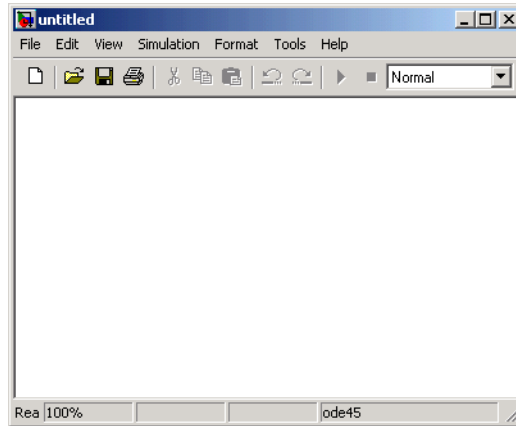 untitled
File Edit View Simulation Format Tools Help
Normal
Rea 100% ode45